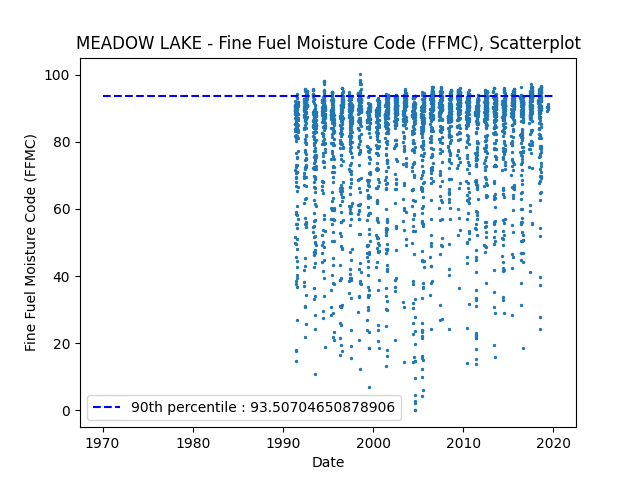 MEADOW LAKE - Fine Fuel Moisture Code (FFMC), Scatterplot
Fine Fuel Moisture Code (FFMC)
100
80
60
40
20
0
90th percentile : 93.50704650878906
1970 1980 1990 2000 2010 2020
Date